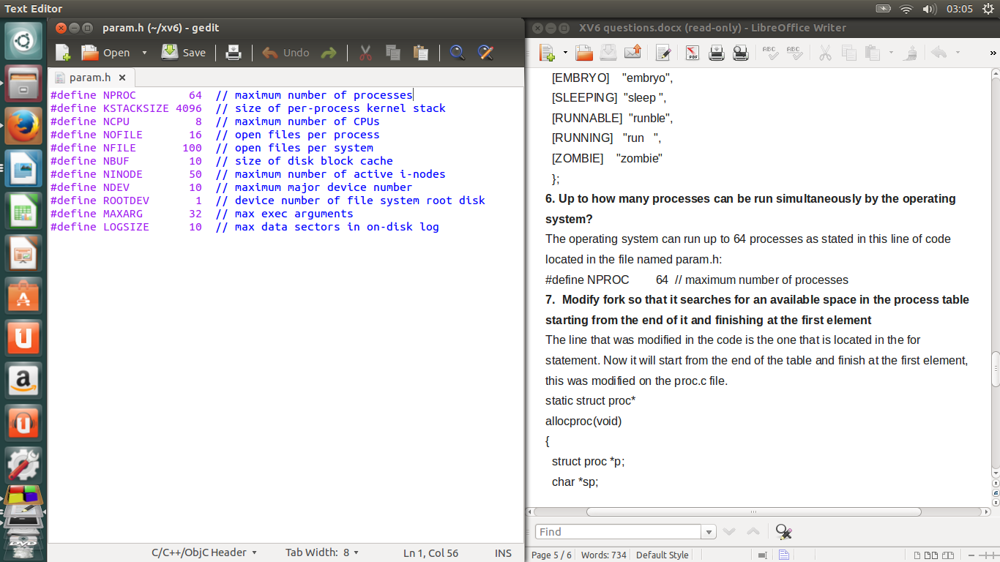 Text Editor
03:05
param.h (~/xv6) - gedit
Open
Save
Undo
param.h
#define NPROC        64  // maximum number of processes
#define KSTACKSIZE 4096  // size of per-process kernel stack
#define NCPU          8  // maximum number of CPUs
#define NOFILE       16  // open files per process
#define NFILE       100  // open files per system
#define NBUF         10  // size of disk block cache
#define NINODE       50  // maximum number of active i-nodes
#define NDEV         10  // maximum major device number
#define ROOTDEV       1  // device number of file system root disk
#define MAXARG       32  // max exec arguments
#define LOGSIZE      10  // max data sectors in on-disk log
C/C++/ObjC Header
Tab Width: 8
Ln 1, Col 56
INS
XV6 questions.docx (read-only) - LibreOffice Writer
ABC
ABC
[EMBRYO]    "embryo",
[SLEEPING]  "sleep ",
[RUNNABLE]  "runble",
[RUNNING]   "run   ",
[ZOMBIE]    "zombie"
};
6. Up to how many processes can be run simultaneously by the operating
system?
The operating system can run up to 64 processes as stated in this line of code
located in the file named param.h:
#define NPROC        64  // maximum number of processes
7.  Modify fork so that it searches for an available space in the process table
starting from the end of it and finishing at the first element
The line that was modified in the code is the one that is located in the for
statement. Now it will start from the end of the table and finish at the first element,
this was modified on the proc.c file.
static struct proc*
allocproc(void)
{
struct proc *p;
char *sp;
Find
Page 5 / 6
Words: 734
Default Style
DVD